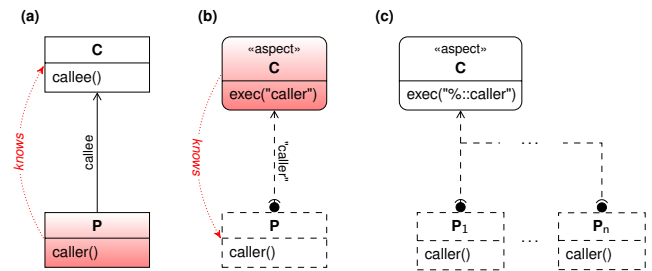 (a)
C
callee()
knows
callee
P
caller()
(b)
«aspect»
C
exec("caller")
knows
"caller"
P
caller()
(c)
«aspect»
C
exec("%::caller")
...
P1
caller()
...
Pn
caller()